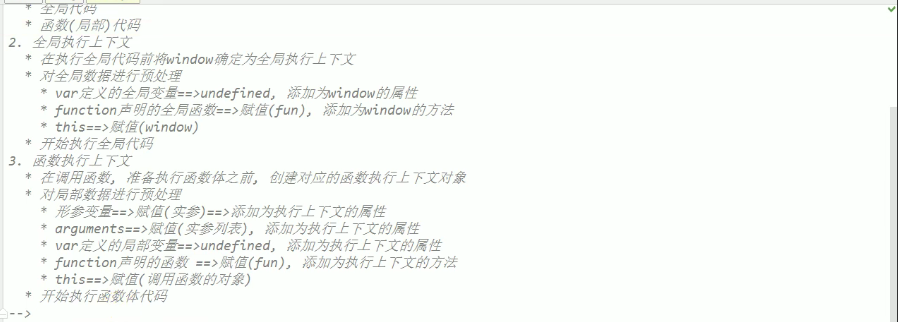 * 全局代码
* 函数(局部)代码
2. 全局执行上下文
* 在执行全局代码前将window确定为全局执行上下文
* 对全局数据进行预处理
* var定义的全局变量==>undefined, 添加为window的属性
* function声明的全局函数==>赋值(fun), 添加为window的方法
* this==>赋值(window)
* 开始执行全局代码
3. 函数执行上下文
* 在调用函数, 准备执行函数体之前, 创建对应的函数执行上下文对象
* 对局部数据进行预处理
* 形参变量==>赋值(实参)==>添加为执行上下文的属性
* arguments==>赋值(实参列表), 添加为执行上下文的属性
* var定义的局部变量==>undefined, 添加为执行上下文的属性
* function声明的函数 ==>赋值(fun), 添加为执行上下文的方法
* this==>赋值(调用函数的对象)
* 开始执行函数体代码
-->